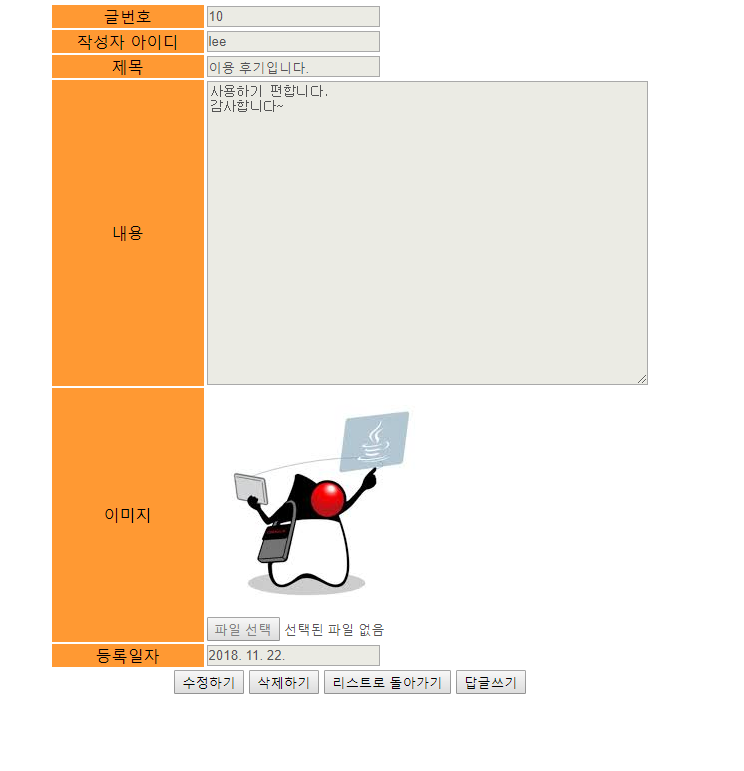 글번호 10
작성자 아이디 lee
제목 이용 후기입니다.
내용 사용하기 편합니다.
감사합니다~
이미지
파일 선택 선택된 파일 없음
등록일자 2018. 11. 22.
수정하기 삭제하기 리스트로 돌아가기 답글쓰기